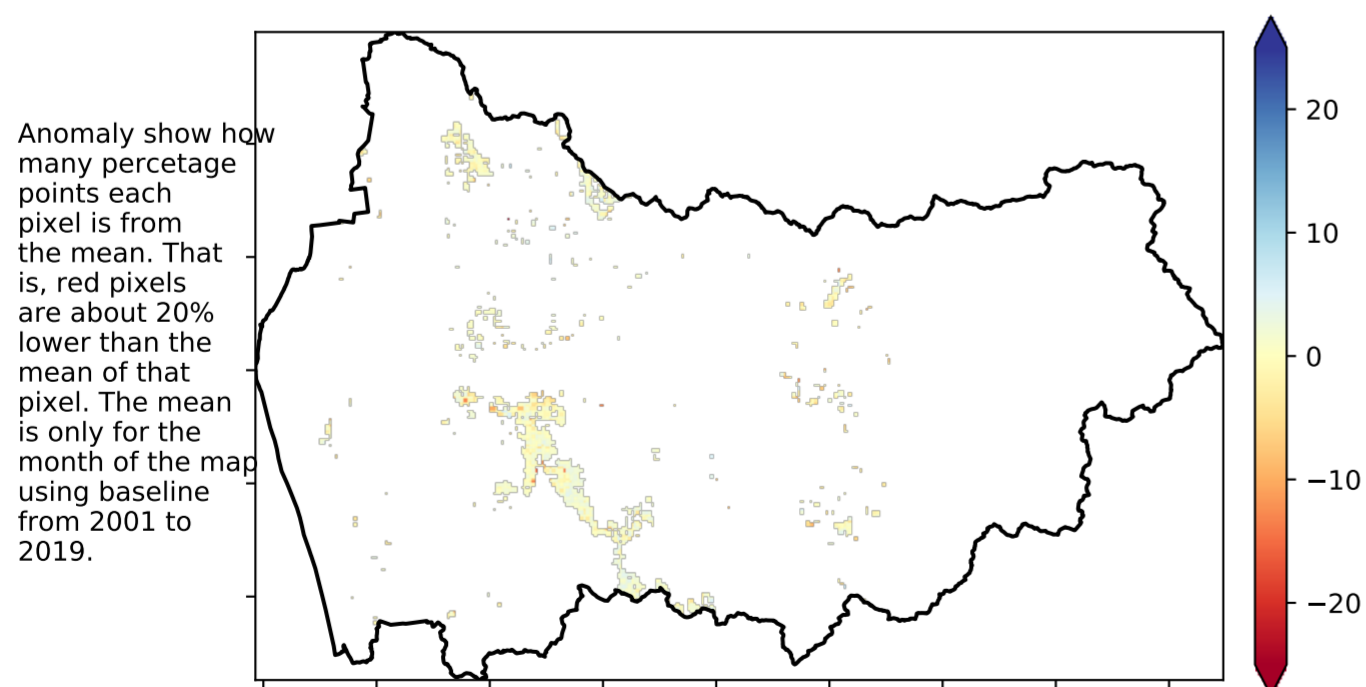 Anomaly show how
many percetage
points each
pixel is from
the mean. That
is, red pixels
are about 20%
lower than the
mean of that
pixel. The mean
is only for the
month of the map
using baseline
from 2001 to
2019.
20
10
0
−10
−20